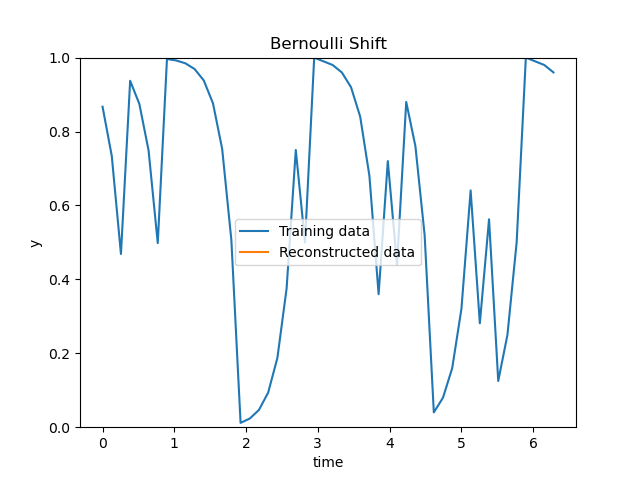 Bernoulli Shift
1.0
0.8
0.6
0.4
0.2
0.0
y
Training data
Reconstructed data
0 1 2 3 4 5 6
time